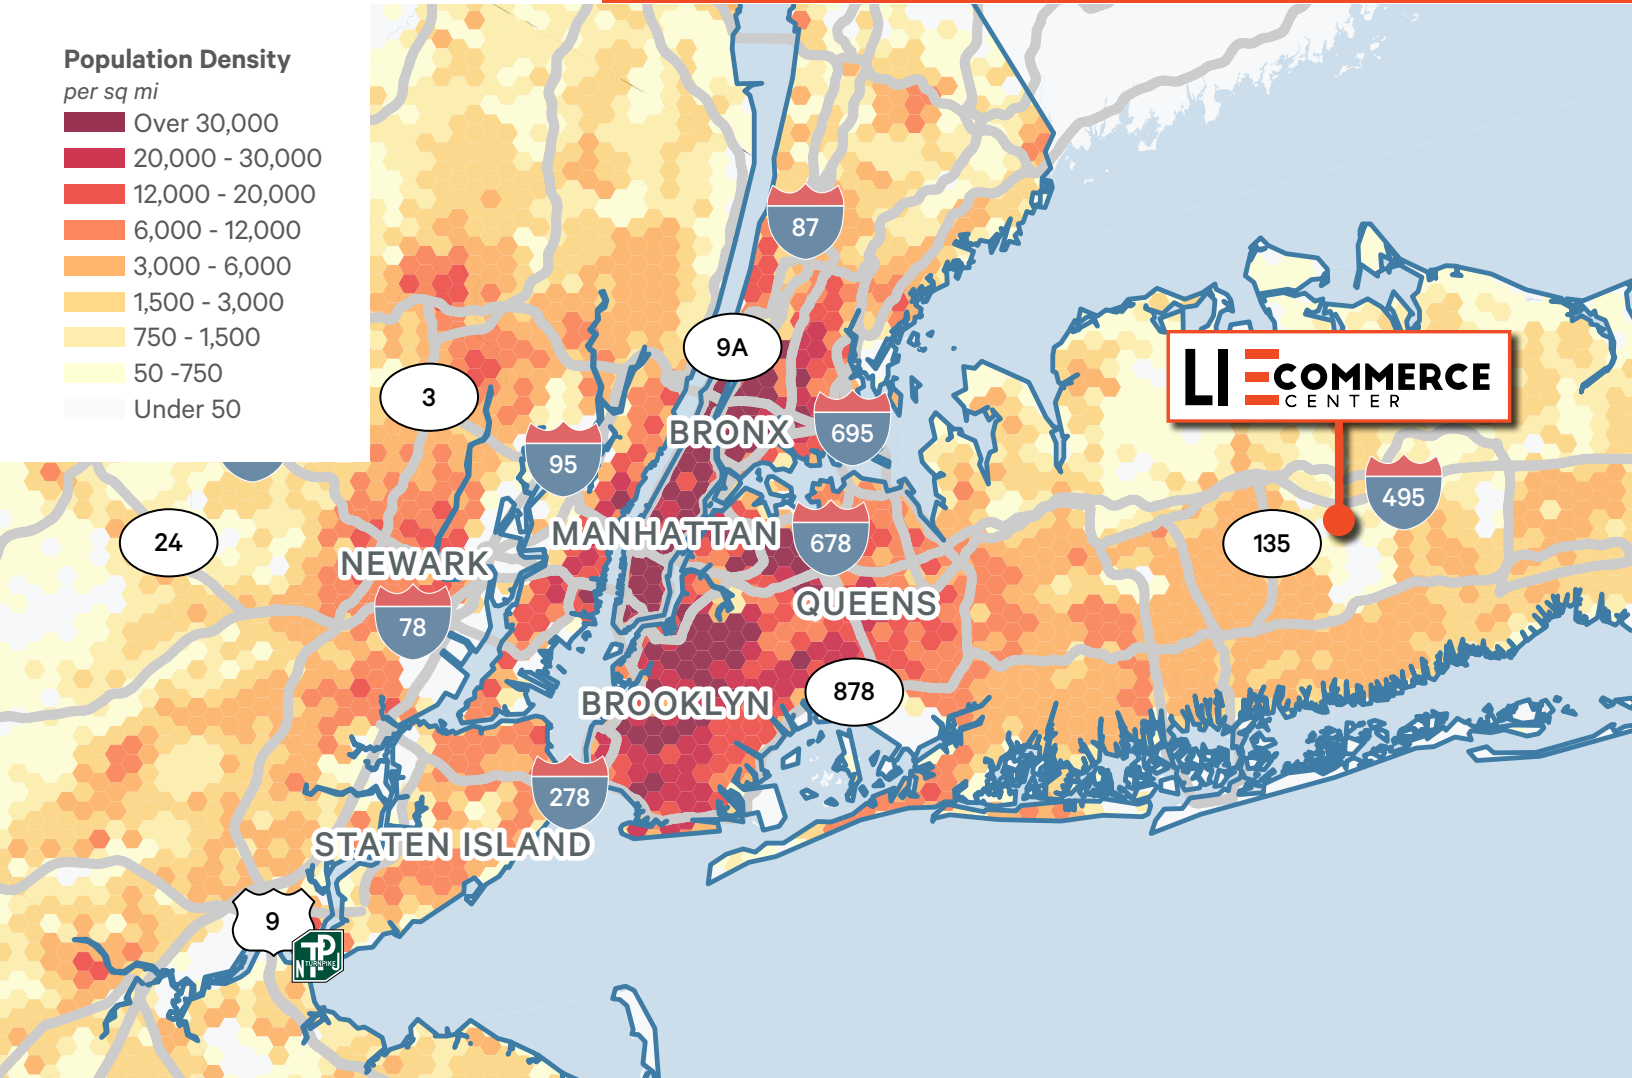 Population Density
per sq mi
Over 30,000
20,000 - 30,000
12,000 - 20,000
6,000 - 12,000
3,000 - 6,000
1,500 - 3,000
750 - 1,500
50 -750
Under 50
87
9A
3
LI ECOMMERCE
CENTER
BRONX
695
95
495
24
MANHATTAN
678
135
NEWARK
78
QUEENS
BROOKLYN
878
278
STATEN ISLAND
9
TP
N TURNPIKE J